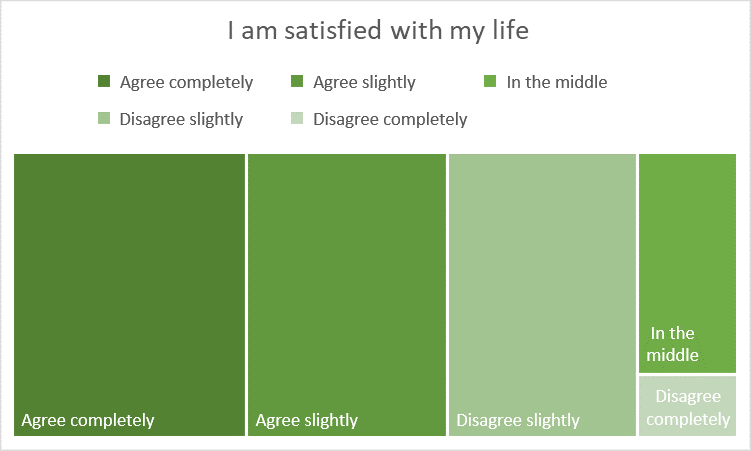 I am satisfied with my life
Agree completely Agree slightly In the middle
Disagree slightly Disagree completely
Agree completely
Agree slightly
Disagree slightly
In the
middle
Disagree
completely